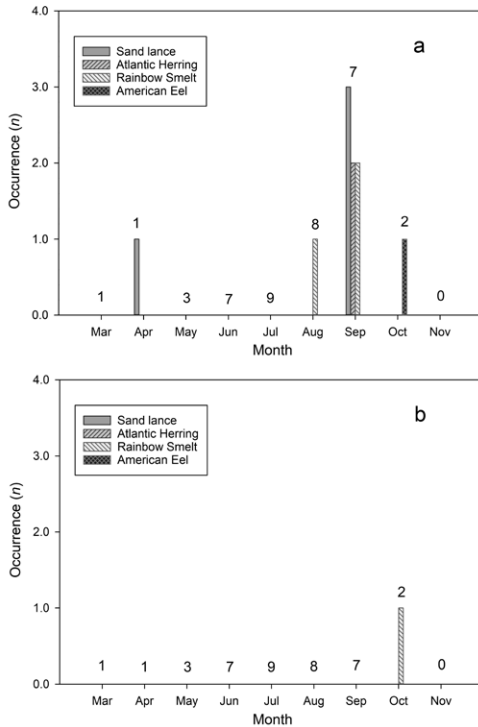 4.0
a
Sand lance
Atlantic Herring
Rainbow Smelt
American Eel
7
3.0
Occurrence (n)
2.0
1 8 2
1.0
1 3 7 9 0
0.0
Mar Apr May Jun Jul Aug Sep Oct Nov
Month
4.0
b
Sand lance
Atlantic Herring
Rainbow Smelt
American Eel
3.0
Occurrence (n)
2.0
2
1.0
1 1 3 7 9 8 7 0
0.0
Mar Apr May Jun Jul Aug Sep Oct Nov
Month